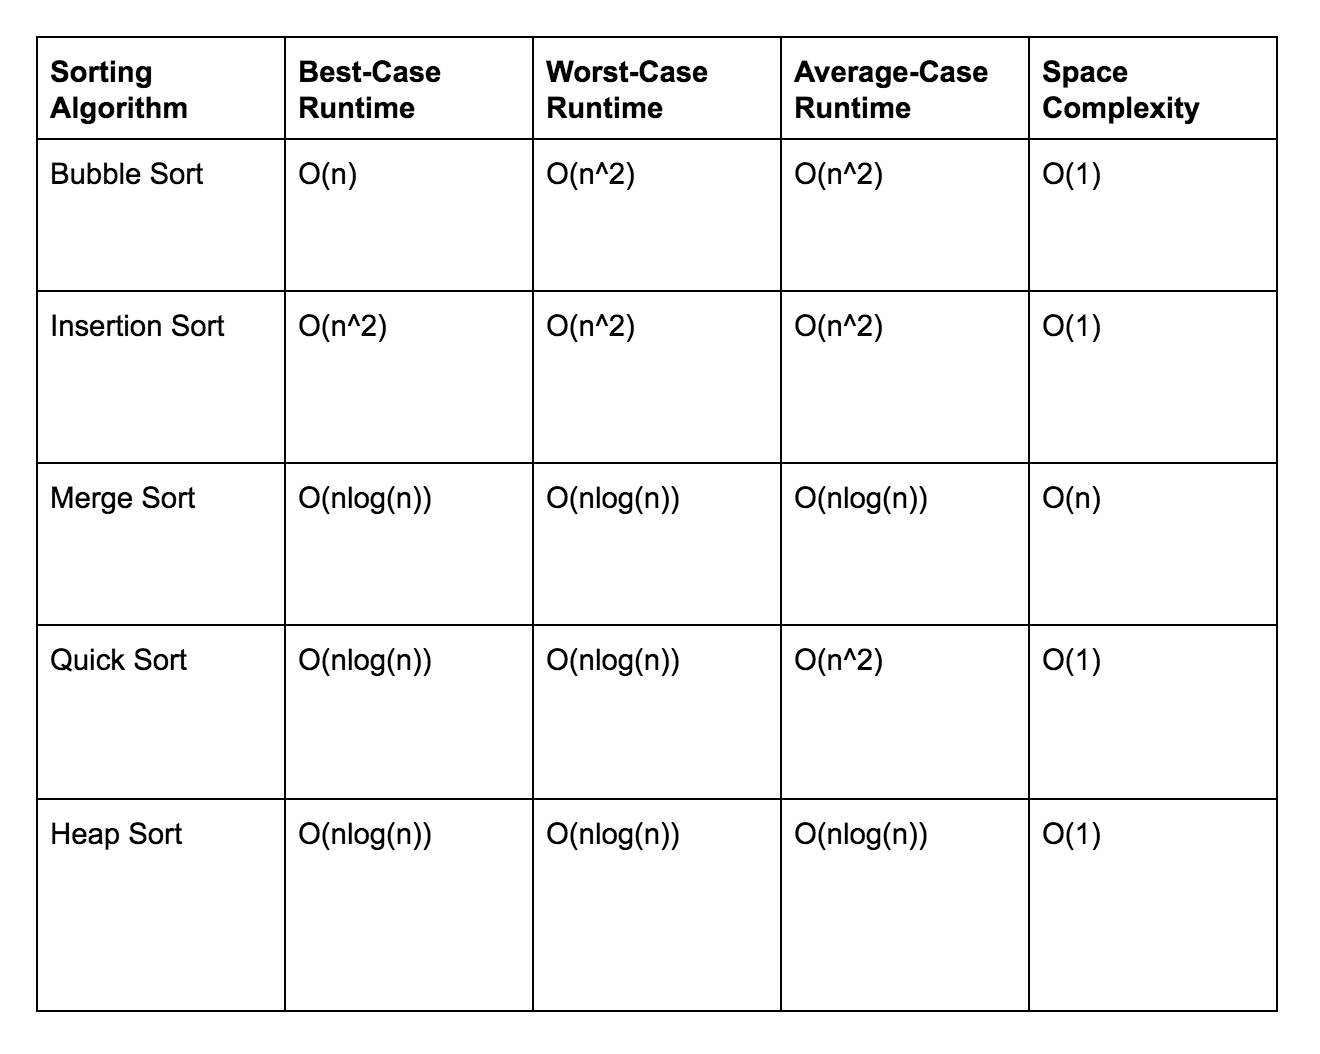 Sorting
Algorithm
Best-Case
Runtime
Worst-Case
Runtime
Average-Case
Runtime
Space
Complexity
Bubble Sort
O(n)
O(n^2)
O(n^2)
O(1)
Insertion Sort
O(n^2)
O(n^2)
O(n^2)
O(1)
Merge Sort
O(nlog(n))
O(nlog(n))
O(nlog(n))
O(n)
Quick Sort
O(nlog(n))
O(nlog(n))
O(n^2)
O(1)
Heap Sort
O(nlog(n))
O(nlog(n))
O(nlog(n))
O(1)